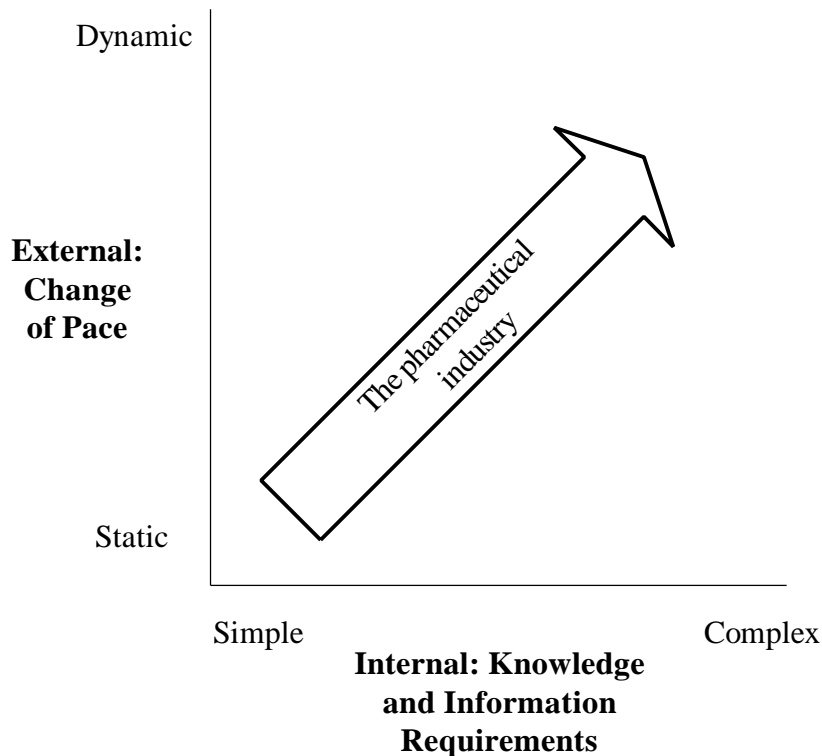 Dynamic
External:
Change
of Pace
The pharmaceutical
industry
Static
Simple
Complex
Internal: Knowledge
and Information
Requirements